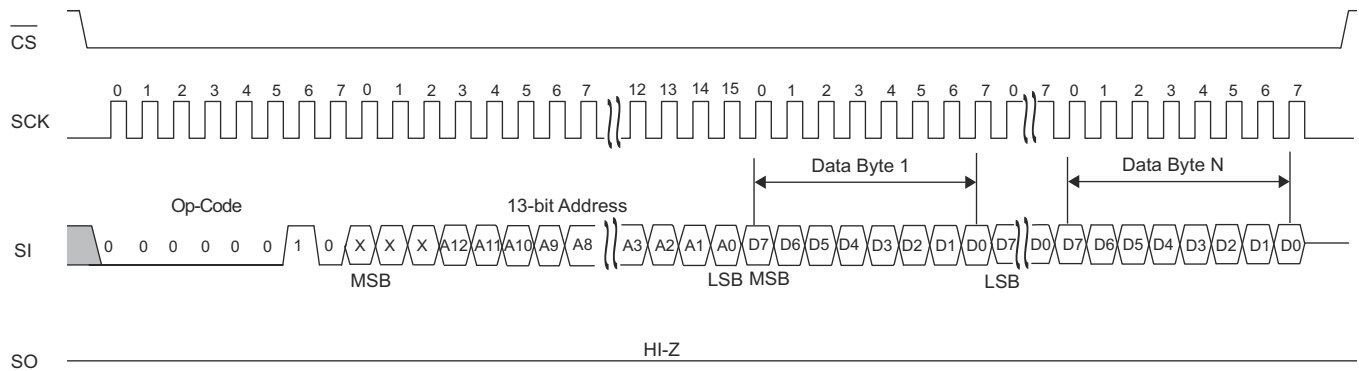 CS
0 1 2 3 4 5 6 7 0 1 2 3 4 5 6 7 12 13 14 15 0 1 2 3 4 5 6 7 0 7 0 1 2 3 4 5 6 7
SCK
Data Byte 1
Data Byte N
Op-Code
13-bit Address
SI
0 0 0 0 0 0 1 0 X X X A12 A11 A10 A9 A8 A3 A2 A1 A0 D7 D6 D5 D4 D3 D2 D1 D0 D7 D0 D7 D6 D5 D4 D3 D2 D1 D0
MSB
LSB MSB
LSB
HI-Z
SO